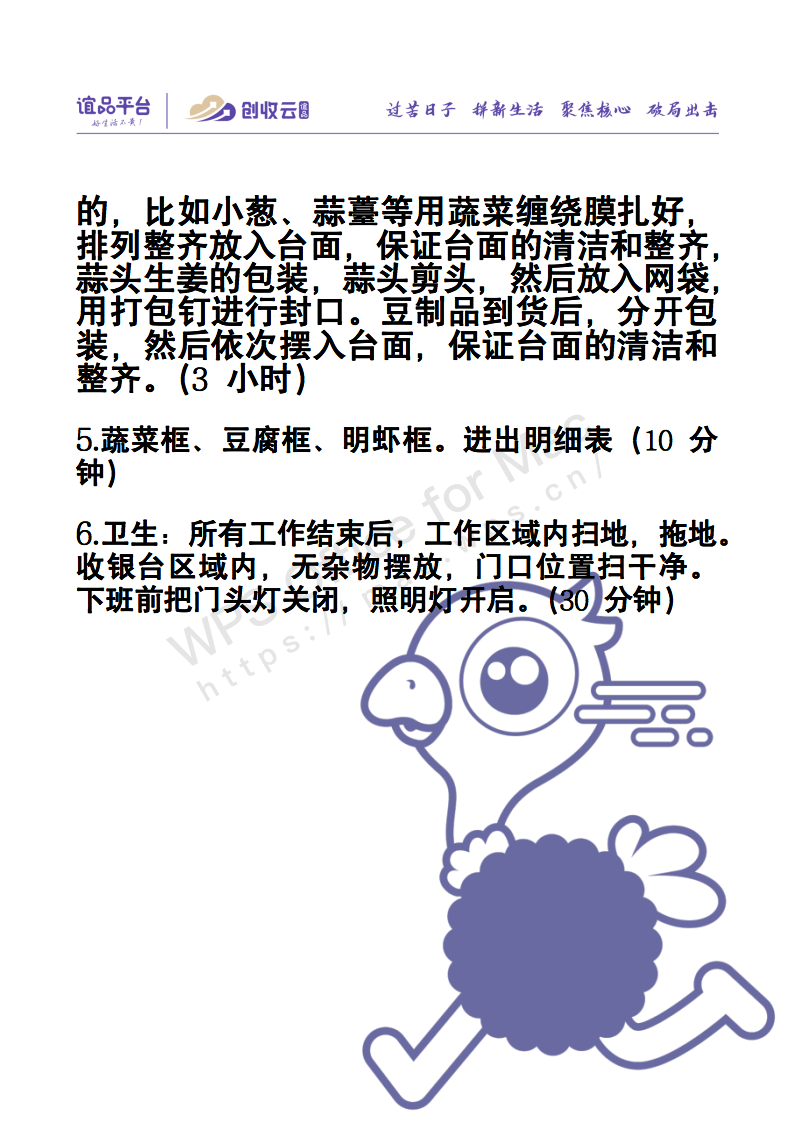 谊品平台 创收云 谊品 过苦日子 拼新生活 聚焦核心 破局出击
好生活不贵！
的，比如小葱、蒜薹等用蔬菜缠绕膜扎好，
排列整齐放入台面，保证台面的清洁和整齐，
蒜头生姜的包装，蒜头剪头，然后放入网袋，
用打包钉进行封口。豆制品到货后，分开包
装，然后依次摆入台面，保证台面的清洁和
整齐。(3 小时)
5.蔬菜框、豆腐框、明虾框。进出明细表（10 分
钟）
6.卫生：所有工作结束后，工作区域内扫地，拖地。
收银台区域内，无杂物摆放，门口位置扫干净。
下班前把门头灯关闭，照明灯开启。(30 分钟)
WPS Office for Mac